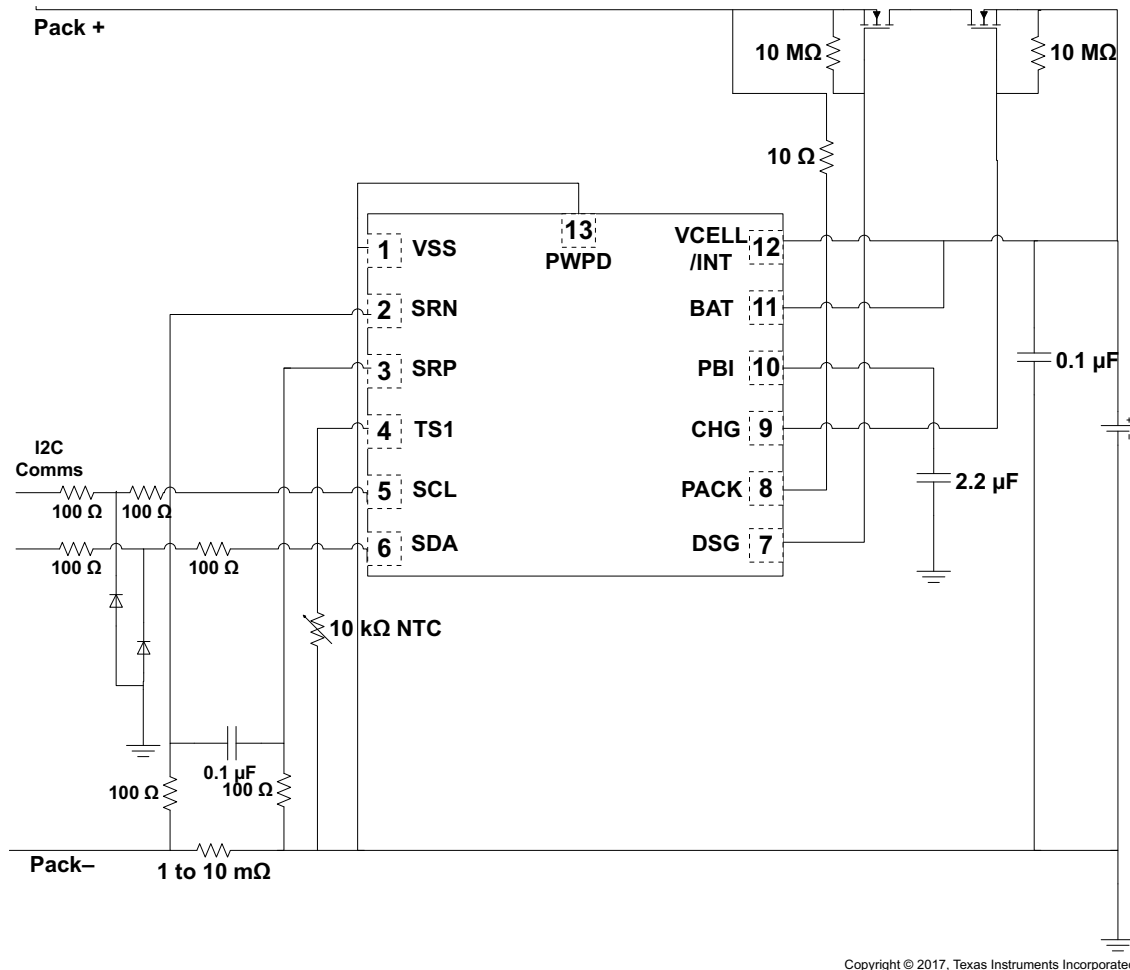 Pack +
10 MΩ
10 MΩ
10 Ω
13
PWPD
1 VSS
2 SRN
3 SRP
4 TS1
5 SCL
6 SDA
VCELL
/INT 12
BAT 11
PBI 10
CHG 9
PACK 8
DSG 7
0.1 µF
2.2 µF
+
I2C
Comms
100 Ω
100 Ω
100 Ω
100 Ω
10 kΩ NTC
0.1 µF
100 Ω
100 Ω
Pack–
1 to 10 mΩ
Copyright © 2017, Texas Instruments Incorporated